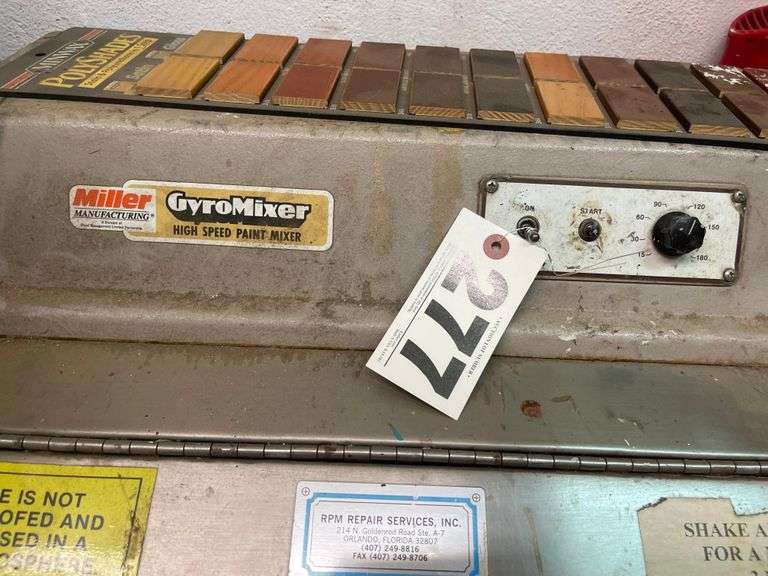 MINWAX
POLYSHADES
Miller
MANUFACTURING
GyroMixer
HIGH SPEED PAINT MIXER
ON
START
90
120
60
150
30
15
180
277
E IS NOT
OFED AND
SED IN A
OSPHERE
RPM REPAIR SERVICES, INC.
214 N. Goldenrod Road Ste. A-7
ORLANDO, FLORIDA 32807
(407) 249-8816
FAX (407) 249-8706
SHAKE A
FOR A